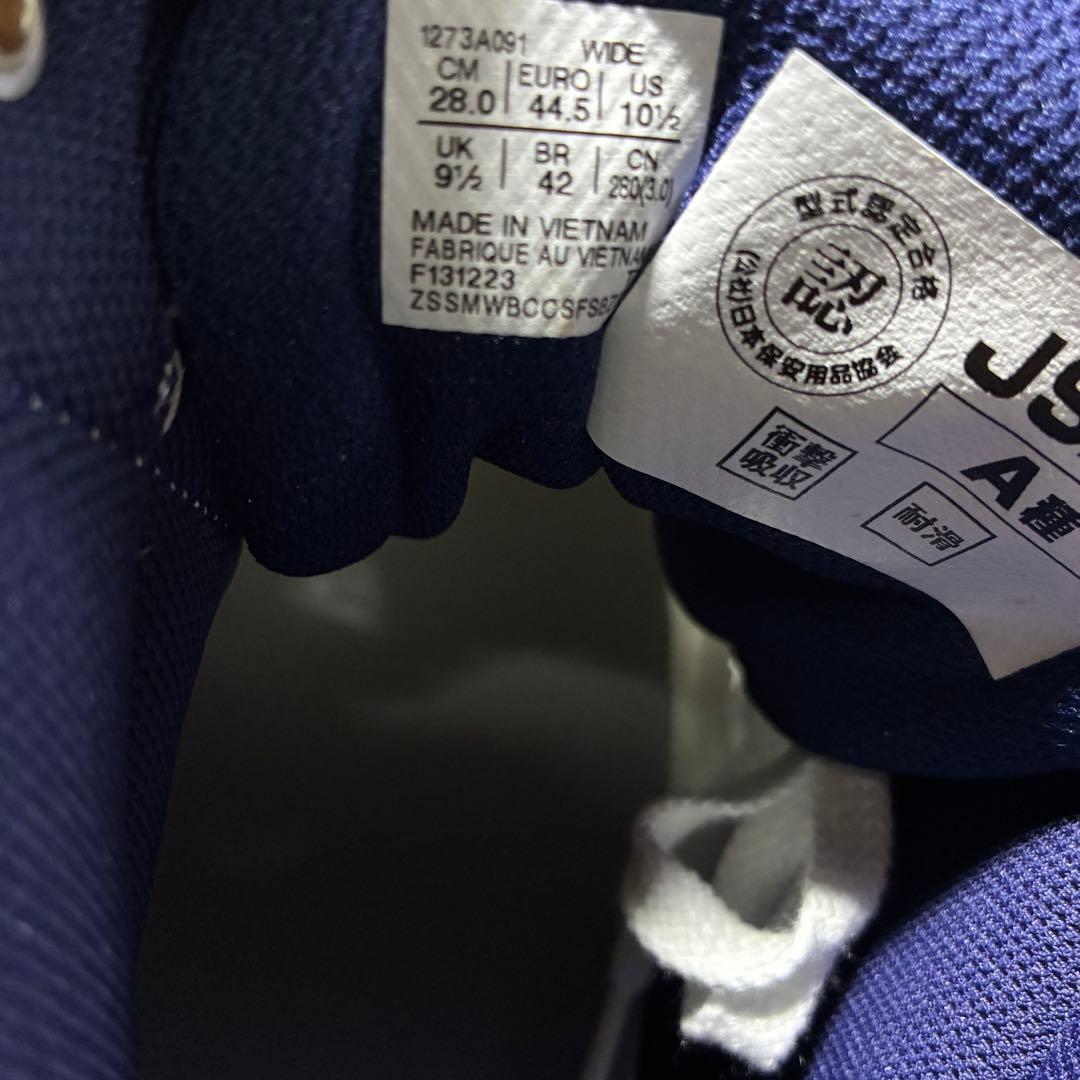 1273A091 WIDE
CM EURO US
28.0 44.5 10½
UK BR CN
9½ 42 280(3.0)
MADE IN VIETNAM
FABRIQUE AU VIETNAM
F131223
ZSSMWBCCSFS
型式認定合格
認
(公社)日本保安用品協会
JS
A種
衝撃
吸収
耐滑